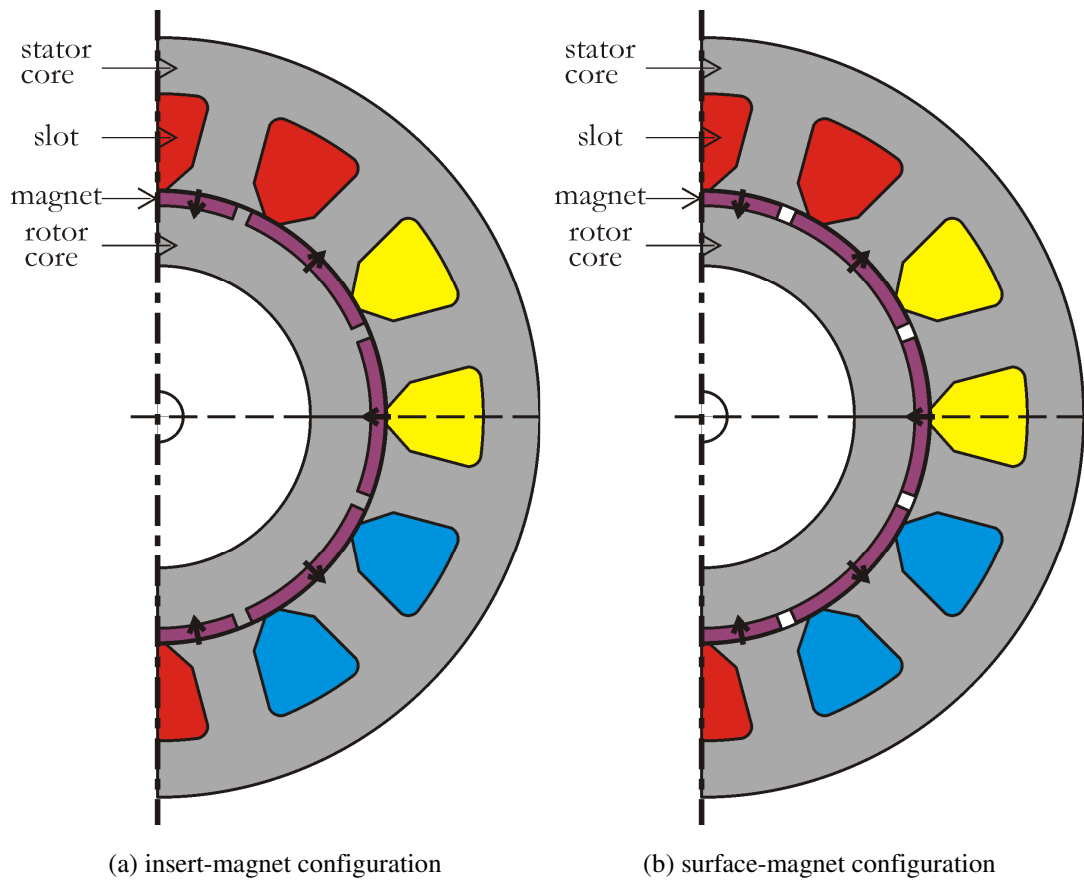 stator
core
slot
magnet
rotor
core
(a) insert-magnet configuration
stator
core
slot
magnet
rotor
core
(b) surface-magnet configuration